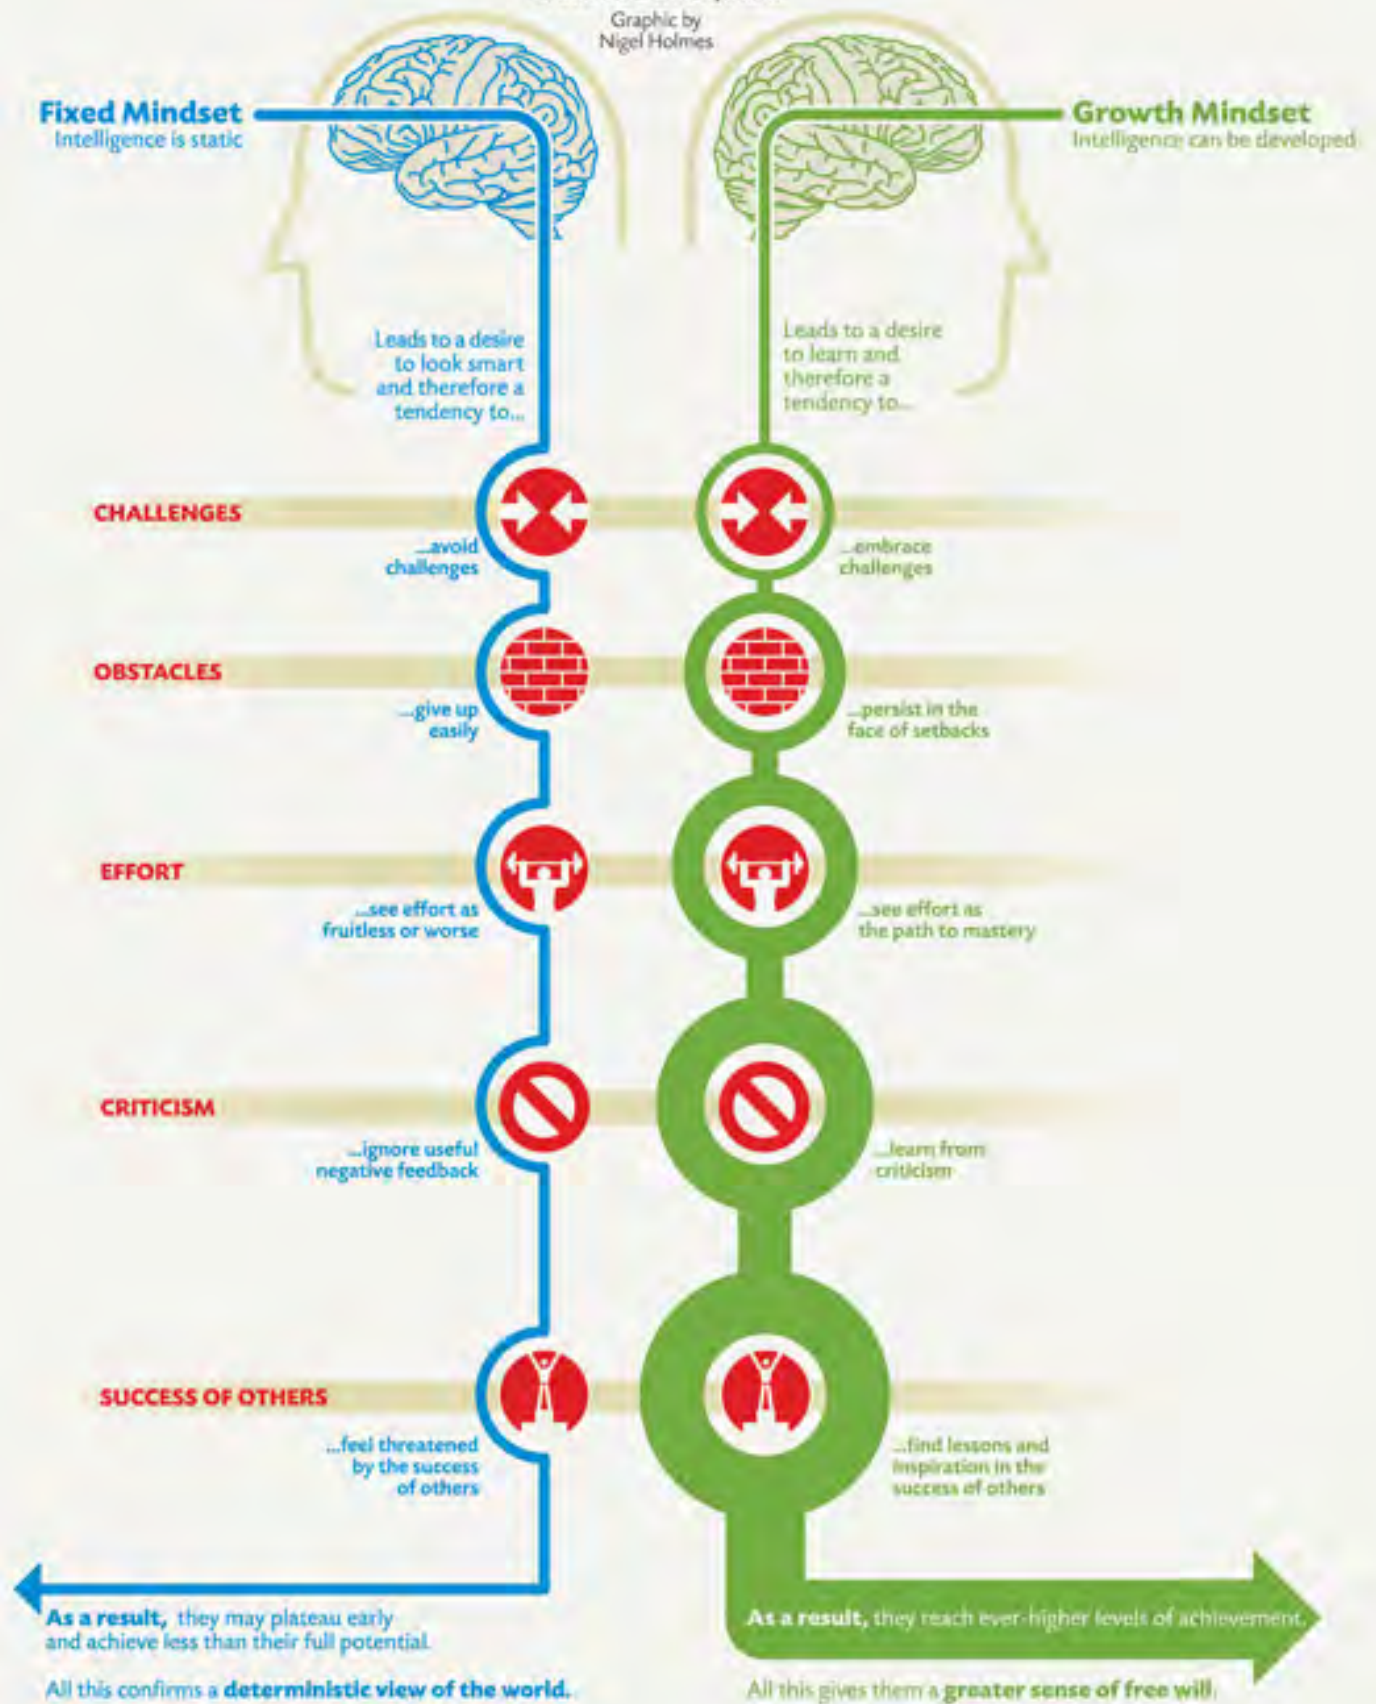 Graphic by
Nigel Holmes
Fixed Mindset
Intelligence is static
Growth Mindset
Intelligence can be developed
Leads to a desire
to look smart
and therefore a
tendency to...
Leads to a desire
to learn and
therefore a
tendency to...
CHALLENGES
...avoid
challenges
...embrace
challenges
OBSTACLES
...give up
easily
...persist in the
face of setbacks
EFFORT
...see effort as
fruitless or worse
...see effort as
the path to mastery
CRITICISM
...ignore useful
negative feedback
...learn from
criticism
SUCCESS OF OTHERS
...feel threatened
by the success
of others
...find lessons and
inspiration in the
success of others
As a result, they may plateau early
and achieve less than their full potential.
All this confirms a deterministic view of the world.
As a result, they reach ever-higher levels of achievement.
All this gives them a greater sense of free will.